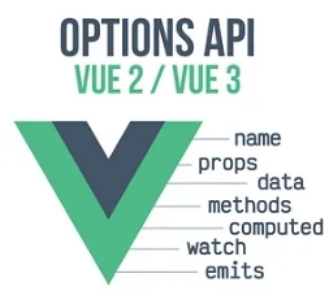 OPTIONS API
VUE 2 / VUE 3
name
props
data
methods
computed
watch
emits